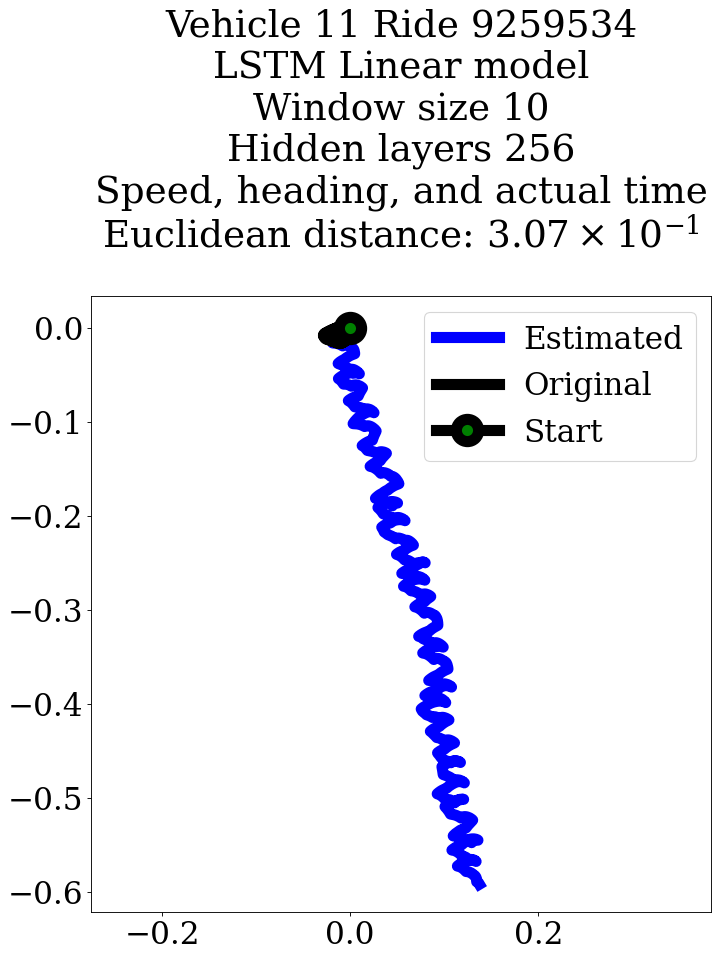 Vehicle 11 Ride 9259534
LSTM Linear model
Window size 10
Hidden layers 256
Speed, heading, and actual time
Euclidean distance: 3.07 × 10⁻¹
Estimated
Original
Start
0.0
−0.1
−0.2
−0.3
−0.4
−0.5
−0.6
−0.2 0.0 0.2